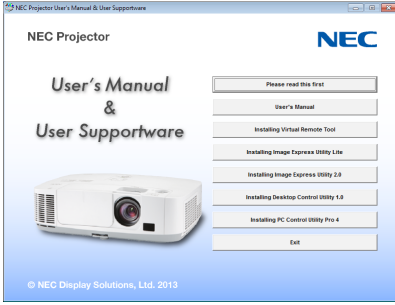 NEC Projector User's Manual & User Supportware
NEC Projector
NEC
User's Manual
&
User Supportware
Please read this first
User's Manual
Installing Virtual Remote Tool
Installing Image Express Utility Lite
Installing Image Express Utility 2.0
Installing Desktop Control Utility 1.0
Installing PC Control Utility Pro 4
Exit
© NEC Display Solutions, Ltd. 2013